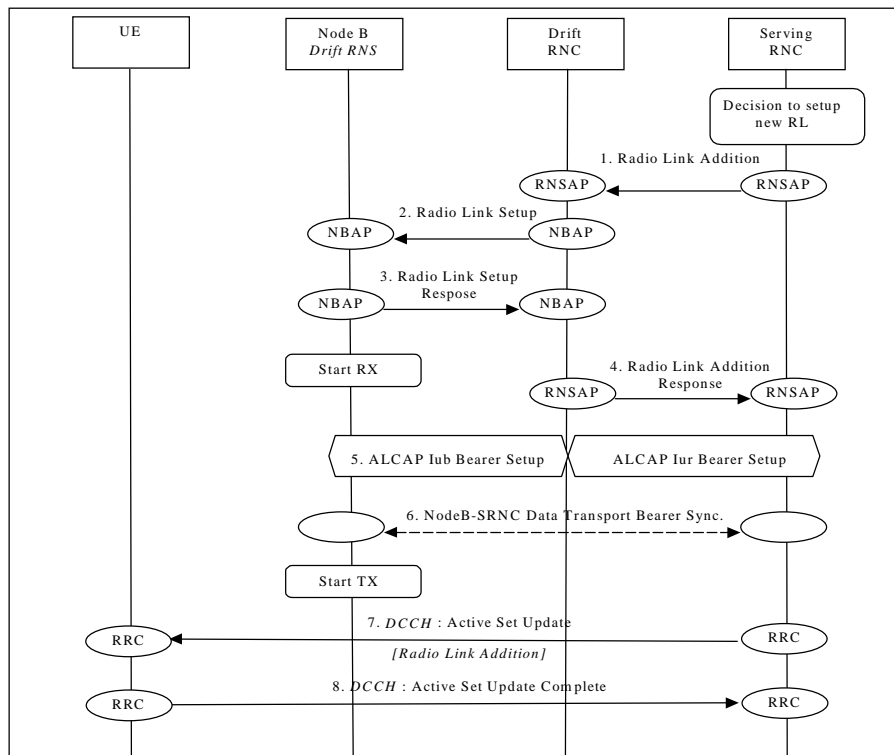 UE
Node B
Drift RNS
Drift
RNC
Serving
RNC
Decision to setup
new RL
1. Radio Link Addition
RNSAP
RNSAP
2. Radio Link Setup
NBAP
NBAP
3. Radio Link Setup
Respose
NBAP
NBAP
Start RX
4. Radio Link Addition
Response
RNSAP
RNSAP
5. ALCAP Iub Bearer Setup
ALCAP Iur Bearer Setup
6. NodeB-SRNC Data Transport Bearer Sync.
Start TX
7. DCCH : Active Set Update
RRC
RRC
[Radio Link Addition]
8. DCCH : Active Set Update Complete
RRC
RRC